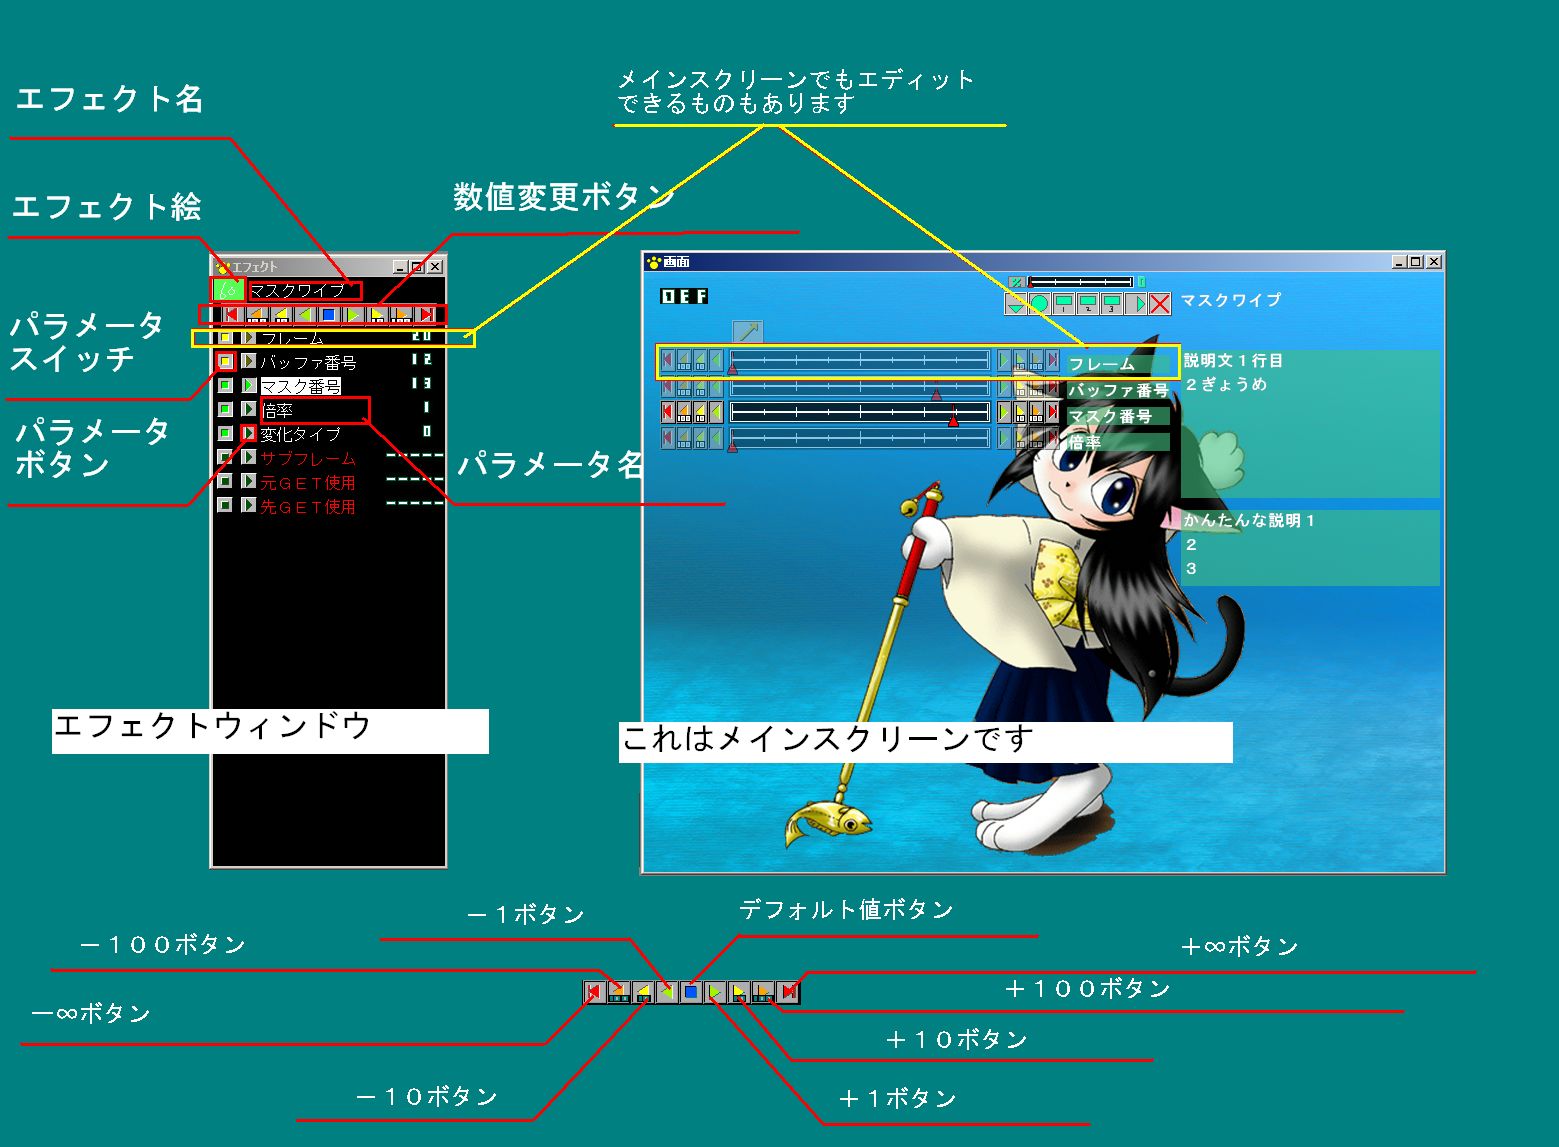 メインスクリーンでもエディット
できるものもあります
エフェクト名
エフェクト絵
数値変更ボタン
パラメータ
スイッチ
パラメータ
ボタン
パラメータ名
エフェクト
マスクワイプ
フレーム 20
バッファ番号 12
マスク番号 13
倍率 1
変化タイプ 0
サブフレーム ------
元ＧＥＴ使用 ------
先ＧＥＴ使用 ------
エフェクトウィンドウ
画面
DEF
0
1 2 3
マスクワイプ
フレーム
バッファ番号
マスク番号
倍率
説明文１行目
２ぎょうめ
かんたんな説明１
２
３
これはメインスクリーンです
－１ボタン
デフォルト値ボタン
－１００ボタン
＋∞ボタン
＋１００ボタン
－∞ボタン
＋１０ボタン
－１０ボタン
＋１ボタン